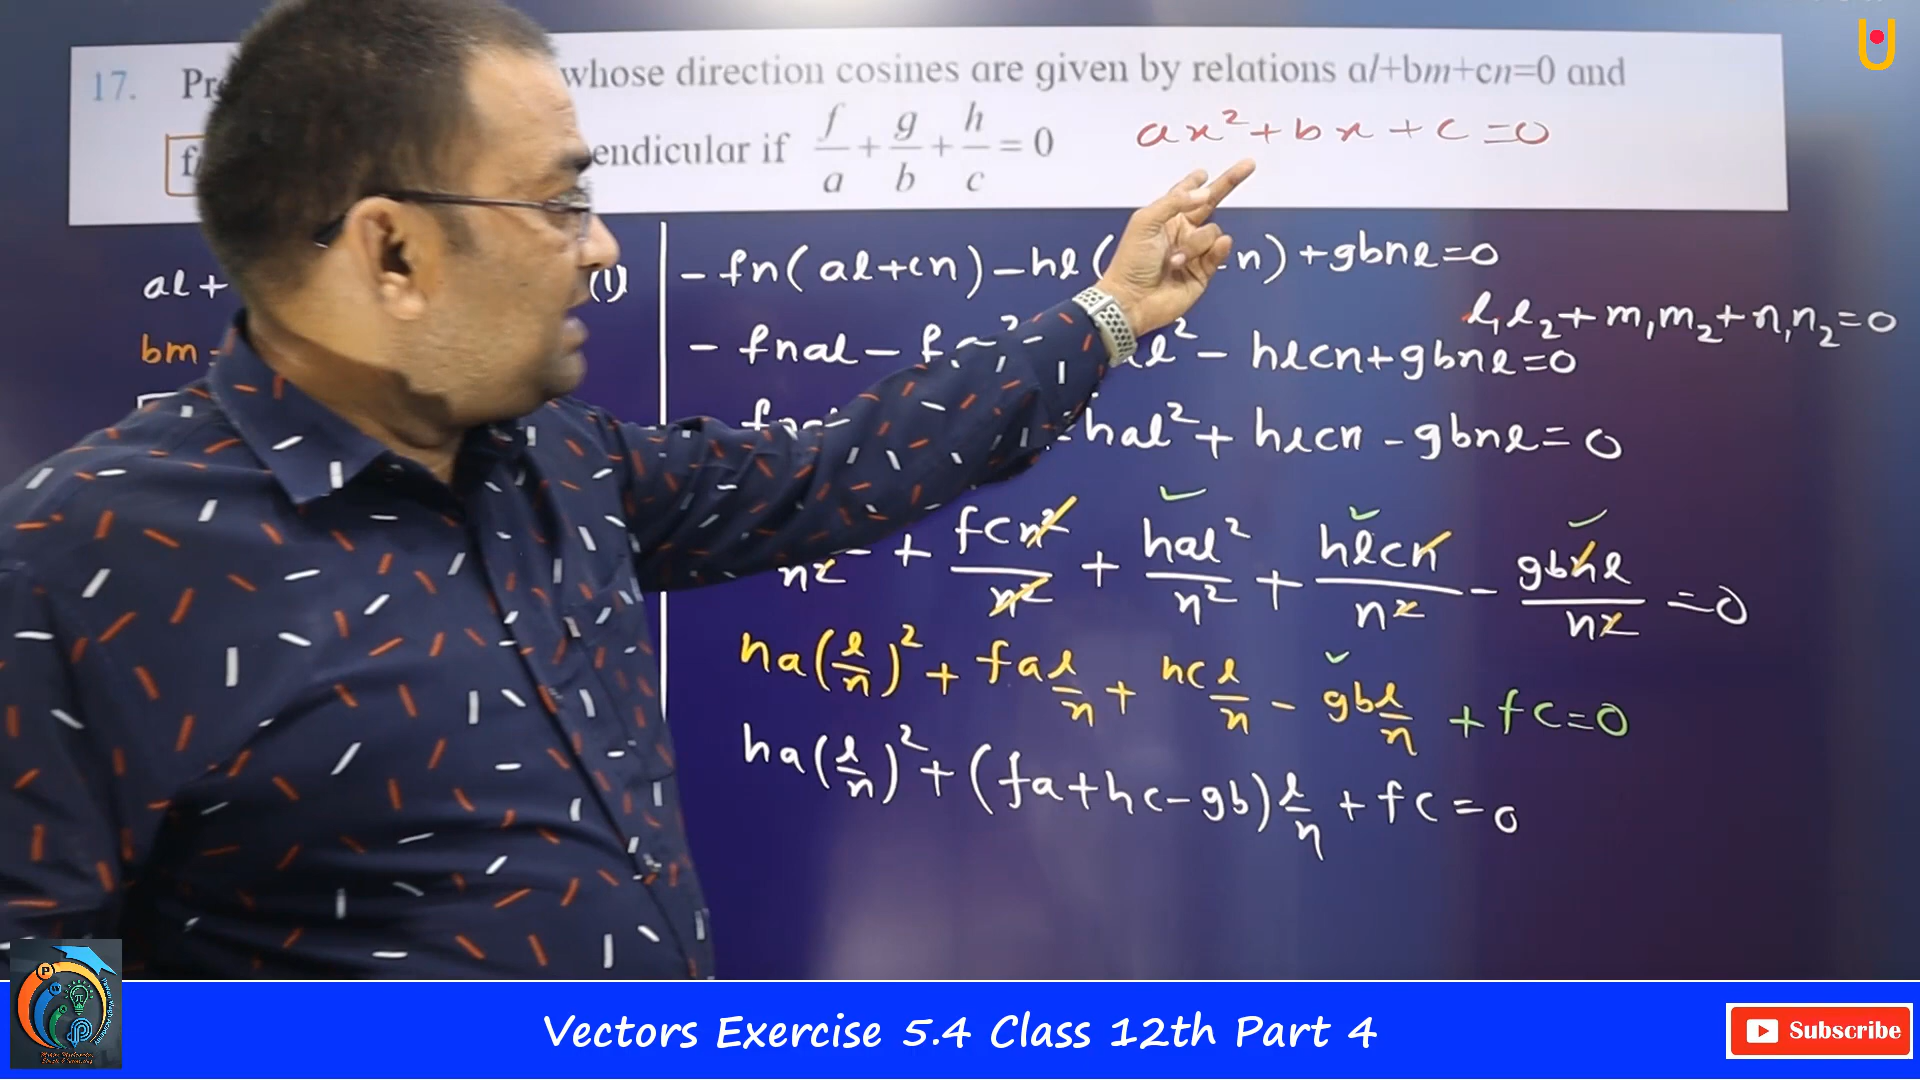 17. Pr whose direction cosines are given by relations al+bm+cn=0 and
f endicular if f/a + g/b + h/c = 0
ax²+bx+c=0
al+ (1)
bm -
-fn(al+cn)-hl( n)+gbnl=0
l₁l₂+m₁m₂+n₁n₂=0
- fnal - l² - hlcn+gbnl=0
hal²+ hlcn - gbnl= 0
n² + fcn²/n² + hal²/n² + hlcn/n² - gbnl/n² =0
ha(l/n)² + fa l/n + hc l/n - gb l/n + fc=0
ha(l/n)²+(fa+hc-gb) l/n + fc=0
Vectors Exercise 5.4 Class 12th Part 4
Subscribe